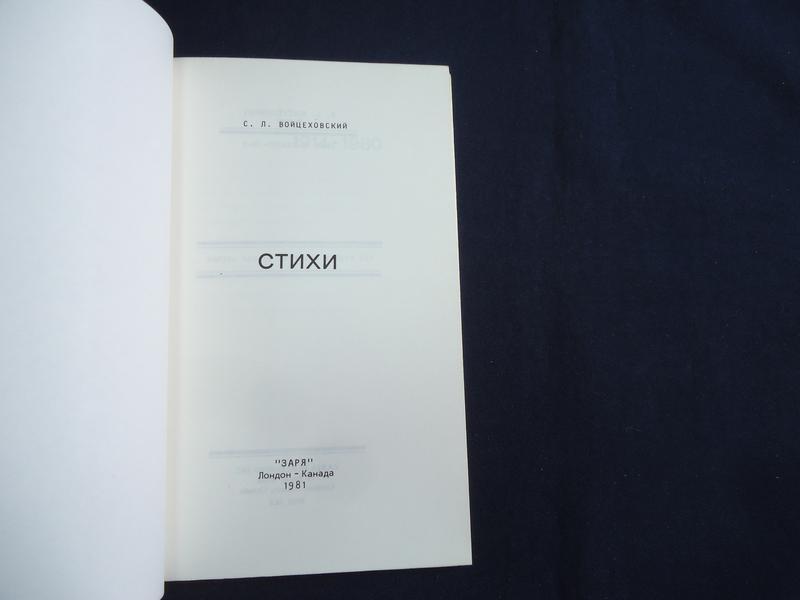 С. Л. ВОЙЦЕХОВСКИЙ
СТИХИ
"ЗАРЯ"
Лондон – Канада
1981